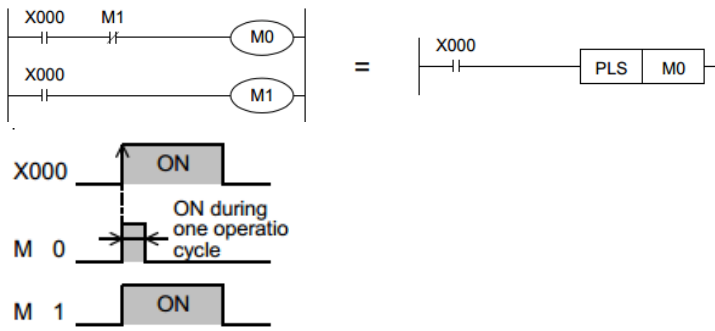 X000 M1
M0
X000
M1
=
X000
PLS M0
X000 ON
ON during
one operatio
cycle
M 0
M 1 ON